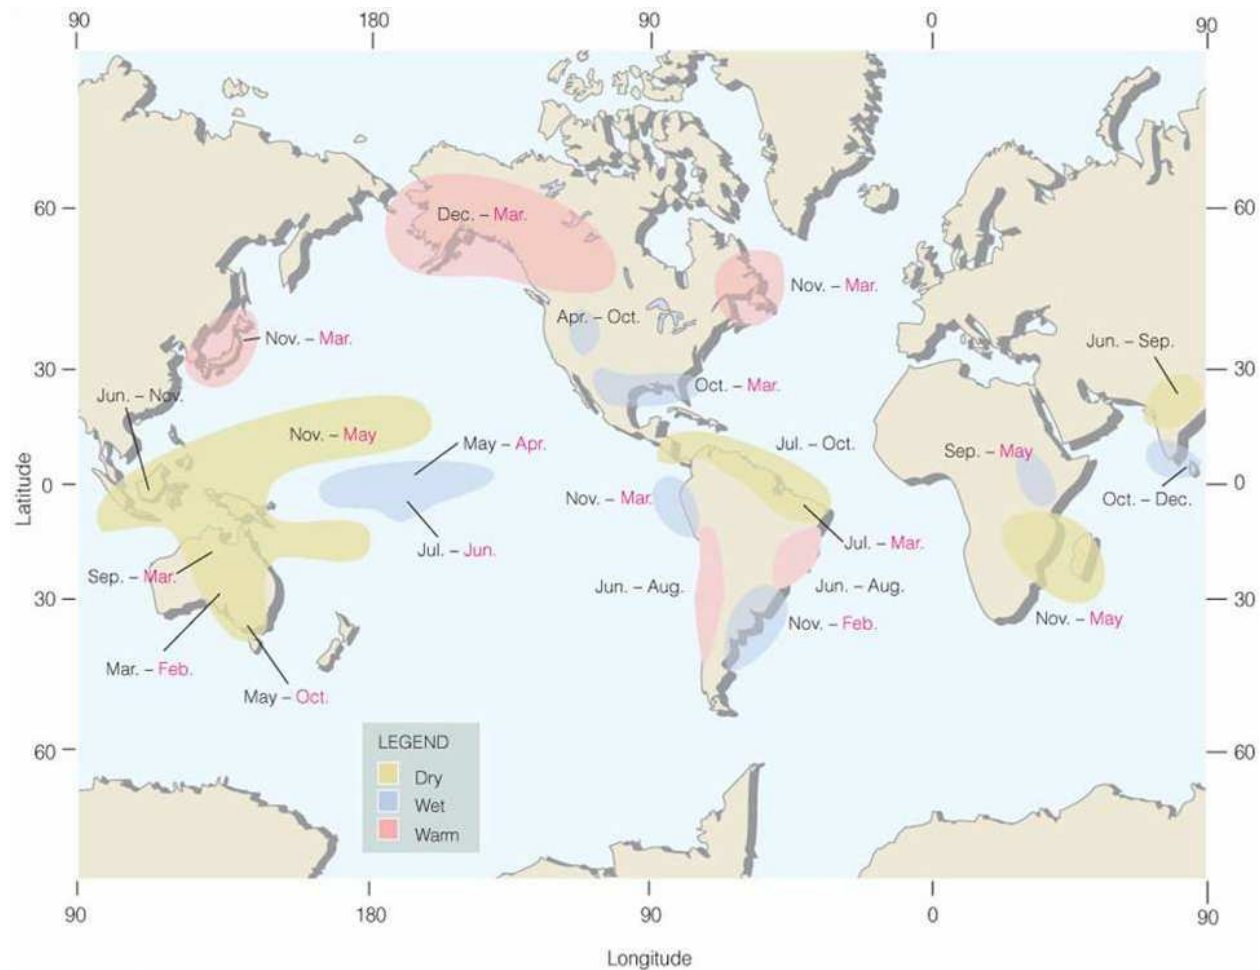 90 180 90 0 90
60 60
Dec. – Mar.
Nov. – Mar.
Apr. – Oct.
Nov. – Mar.
Jun. – Sep.
30 30
Oct. – Mar.
Jun. – Nov.
Nov. – May
May – Apr.
Jul. – Oct.
Sep. – May
Latitude
0 0
Nov. – Mar.
Oct. – Dec.
Jul. – Jun.
Jul. – Mar.
Sep. – Mar.
Jun. – Aug.
Jun. – Aug.
30 30
Nov. – Feb.
Nov. – May
Mar. – Feb.
May – Oct.
LEGEND
Dry
Wet
Warm
60 60
90 180 90 0 90
Longitude